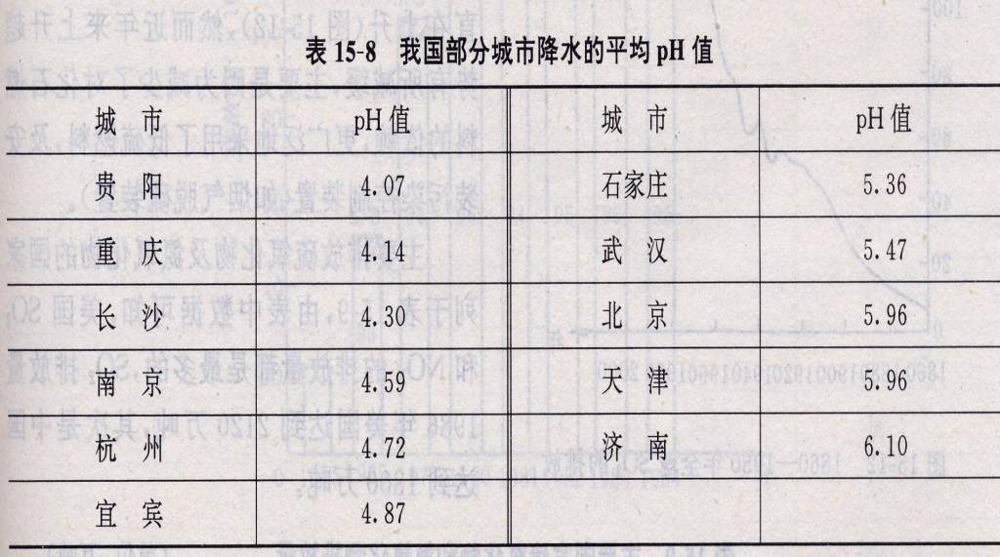 表 15-8 我国部分城市降水的平均 pH 值
城 市 pH 值 城 市 pH 值
贵 阳 4.07 石家庄 5.36
重 庆 4.14 武 汉 5.47
长 沙 4.30 北 京 5.96
南 京 4.59 天 津 5.96
杭 州 4.72 济 南 6.10
宜 宾 4.87